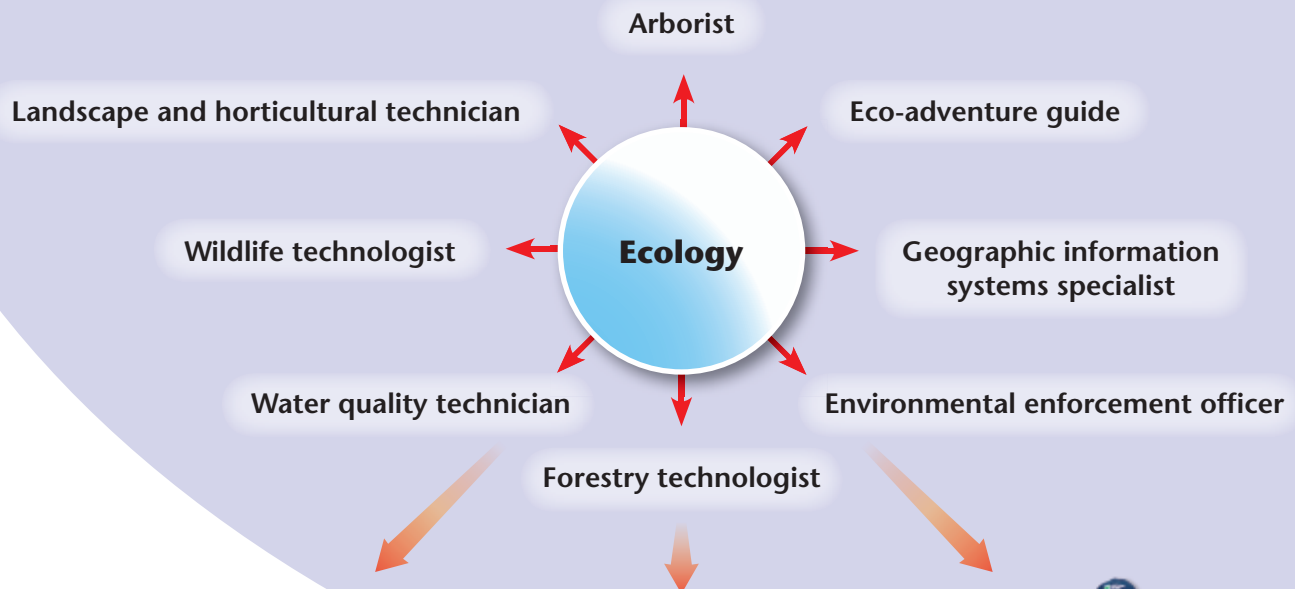 Arborist
Landscape and horticultural technician
Eco-adventure guide
Wildlife technologist
Ecology
Geographic information
systems specialist
Water quality technician
Environmental enforcement officer
Forestry technologist